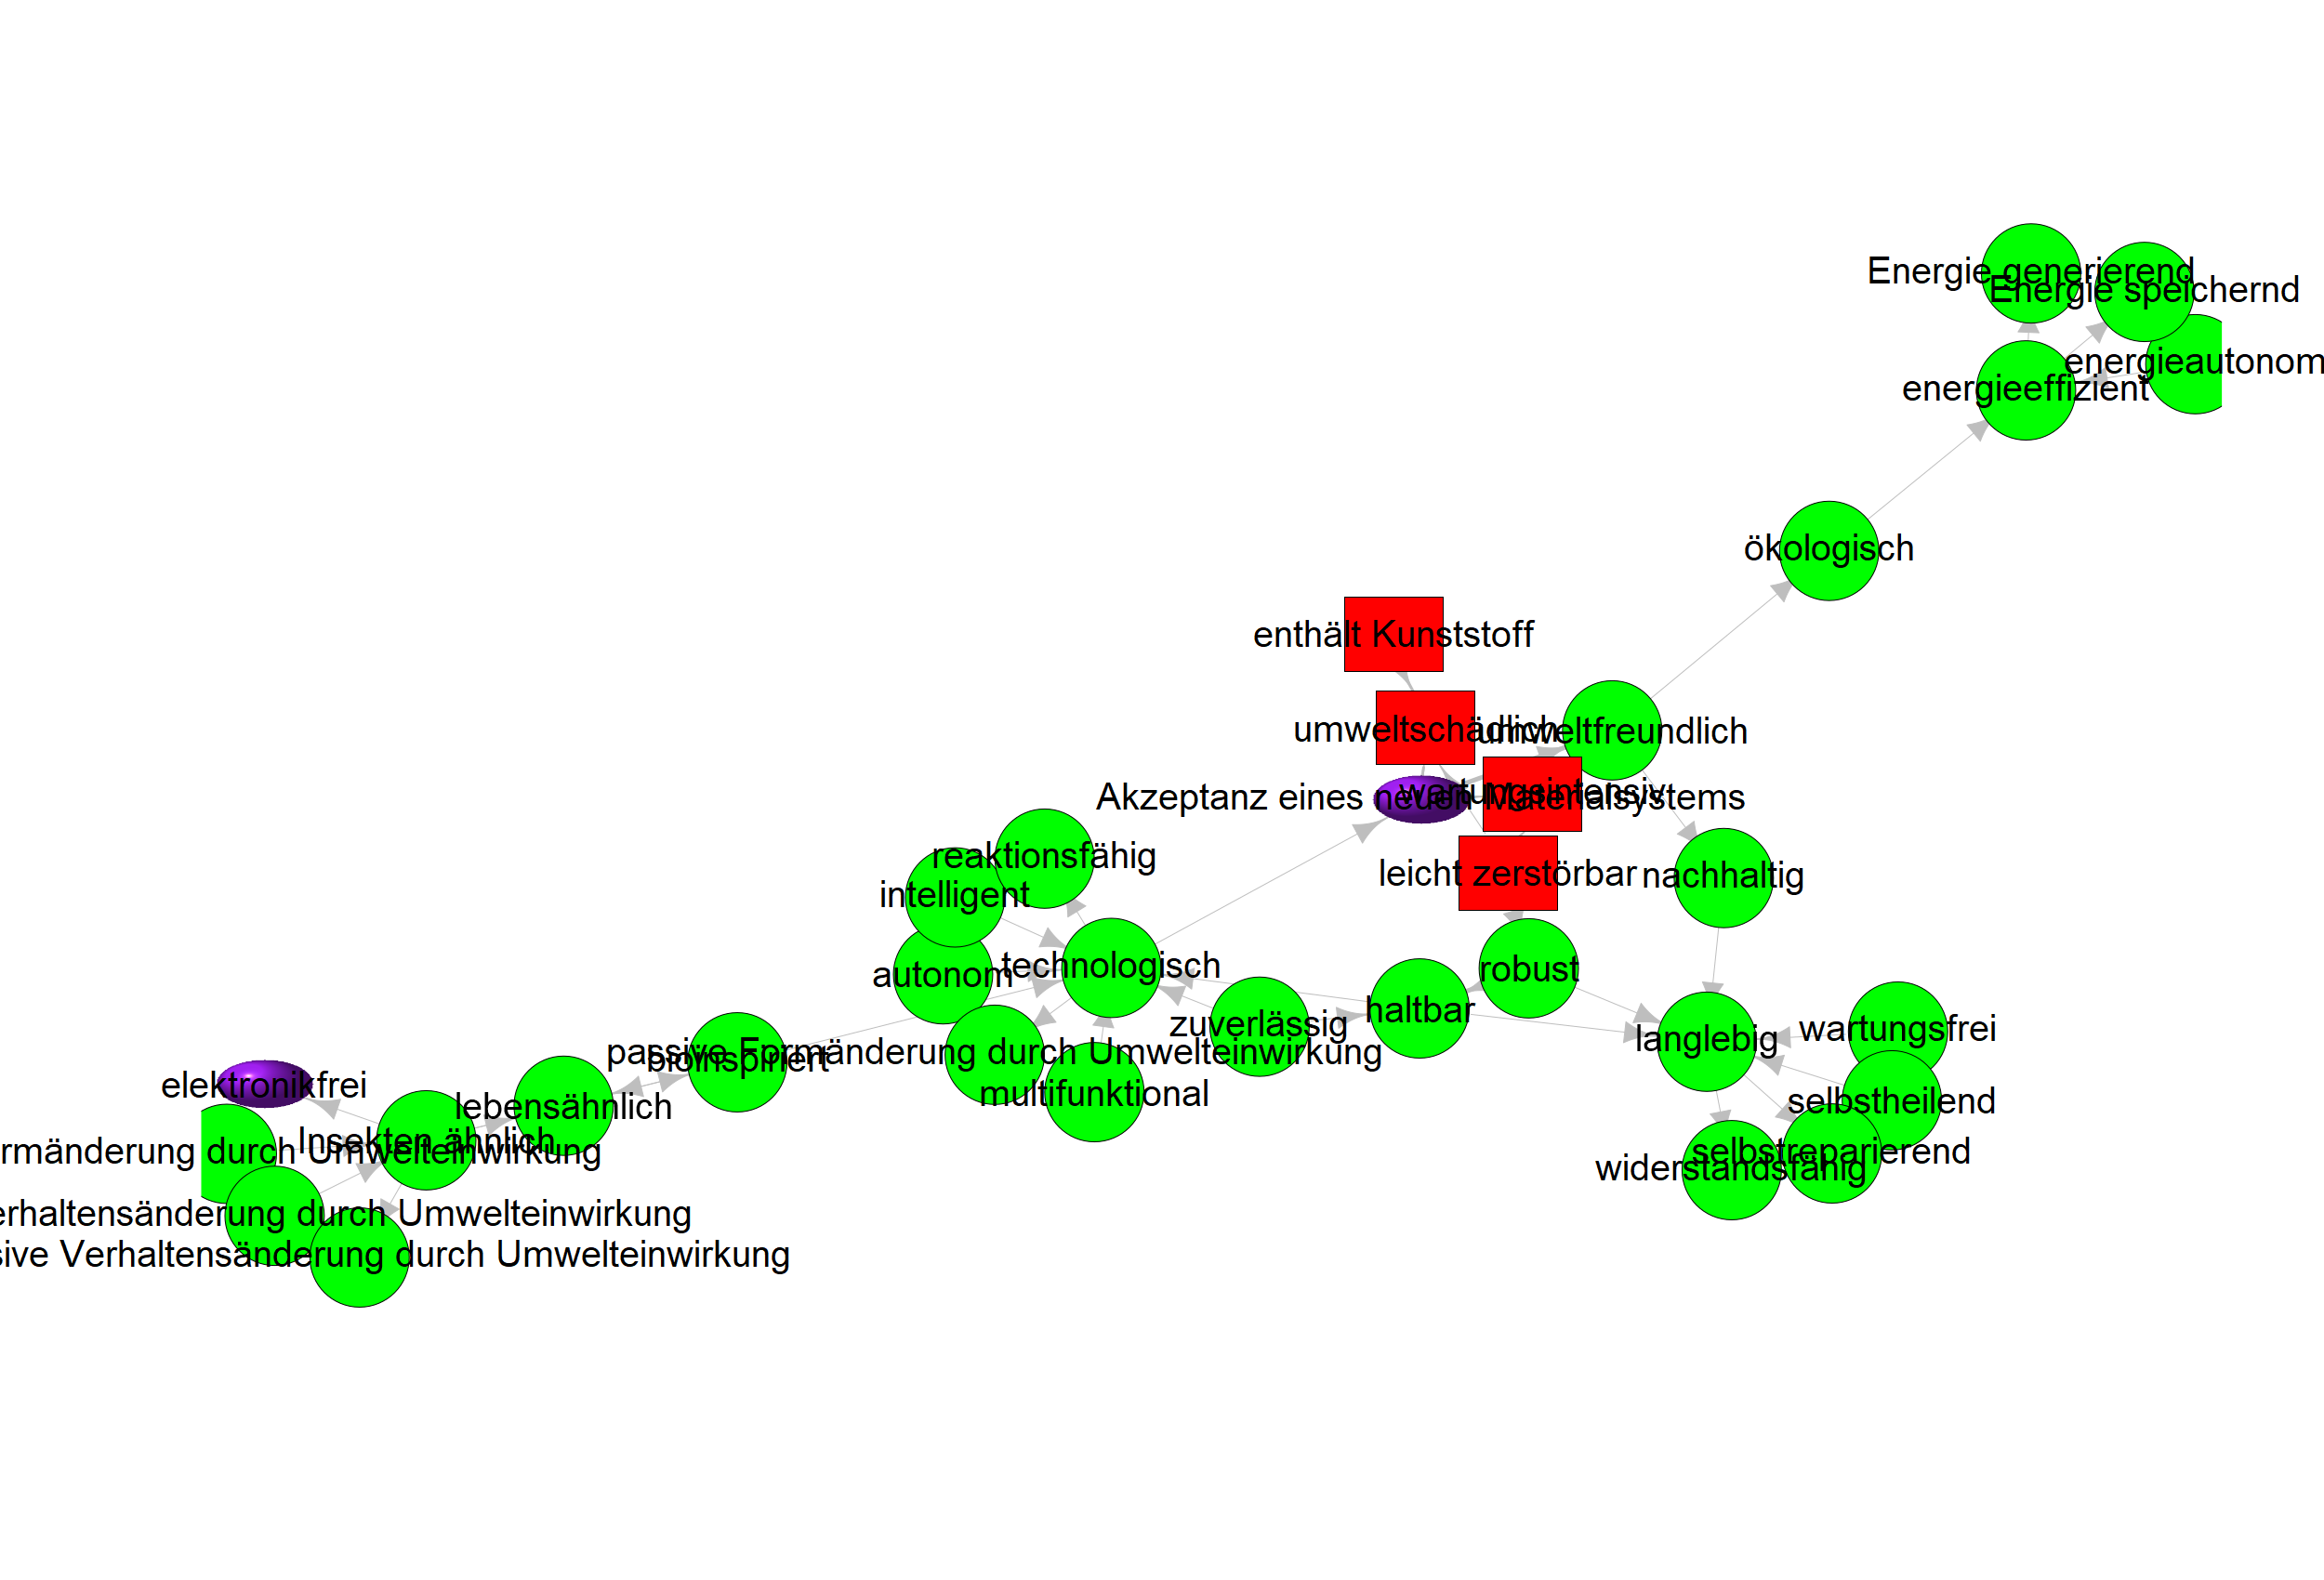 Energie generierend
Energie speichernd
energieautonom
energieeffizient
ökologisch
enthält Kunststoff
umweltschädlich
umweltfreundlich
wartungsintensiv
Akzeptanz eines neuen Materialsystems
reaktionsfähig
leicht zerstörbar
nachhaltig
intelligent
technologisch
autonom
robust
haltbar
zuverlässig
langlebig
wartungsfrei
passive Formänderung durch Umwelteinwirkung
bioinspiriert
elektronikfrei
lebensähnlich
multifunktional
selbstheilend
Insekten ähnlich
rmänderung durch Umwelteinwirkung
selbstreparierend
widerstandsfähig
erhaltensänderung durch Umwelteinwirkung
sive Verhaltensänderung durch Umwelteinwirkung